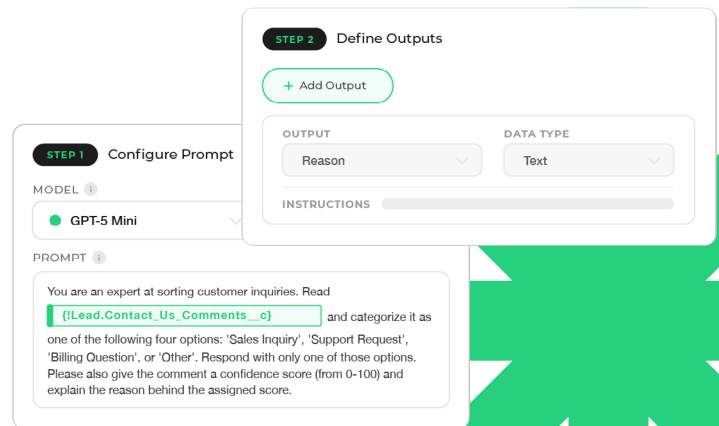 STEP 2 Define Outputs
+ Add Output
OUTPUT DATA TYPE
Reason Text
INSTRUCTIONS
STEP 1 Configure Prompt
MODEL i
GPT-5 Mini
PROMPT i
You are an expert at sorting customer inquiries. Read
{!Lead.Contact_Us_Comments__c} and categorize it as
one of the following four options: 'Sales Inquiry', 'Support Request',
'Billing Question', or 'Other'. Respond with only one of those options.
Please also give the comment a confidence score (from 0-100) and
explain the reason behind the assigned score.